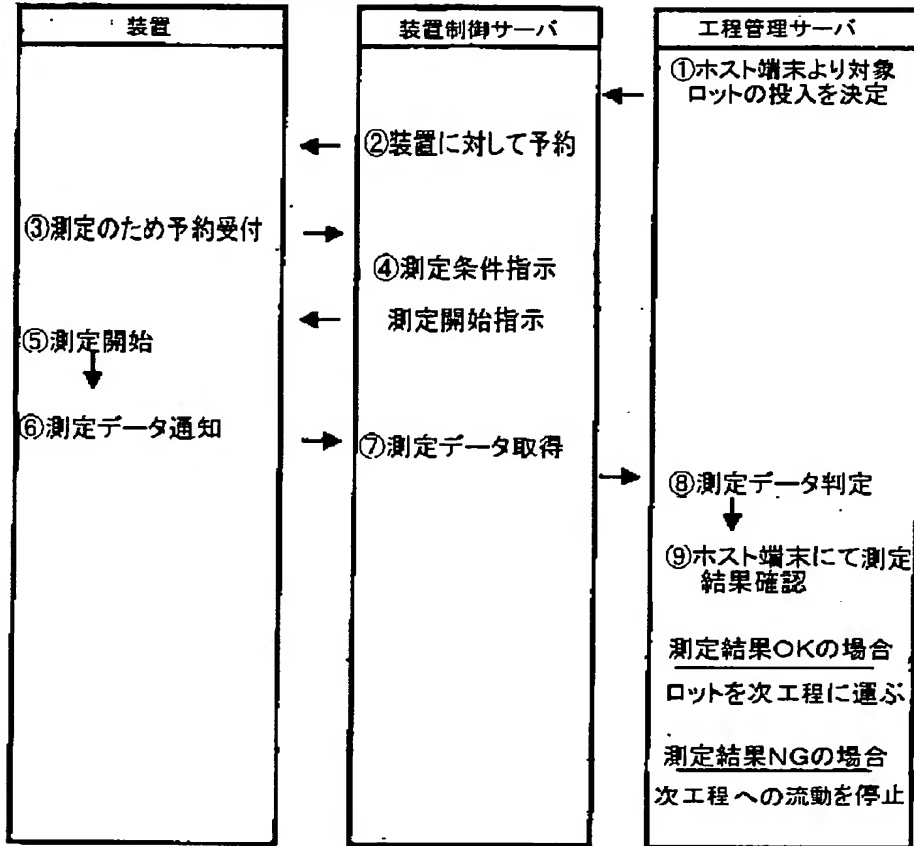 装置
装置制御サーバ
工程管理サーバ
①ホスト端末より対象
ロットの投入を決定
②装置に対して予約
③測定のため予約受付
④測定条件指示
測定開始指示
⑤測定開始
⑥測定データ通知
⑦測定データ取得
⑧測定データ判定
⑨ホスト端末にて測定
結果確認
測定結果OKの場合
ロットを次工程に運ぶ
測定結果NGの場合
次工程への流動を停止